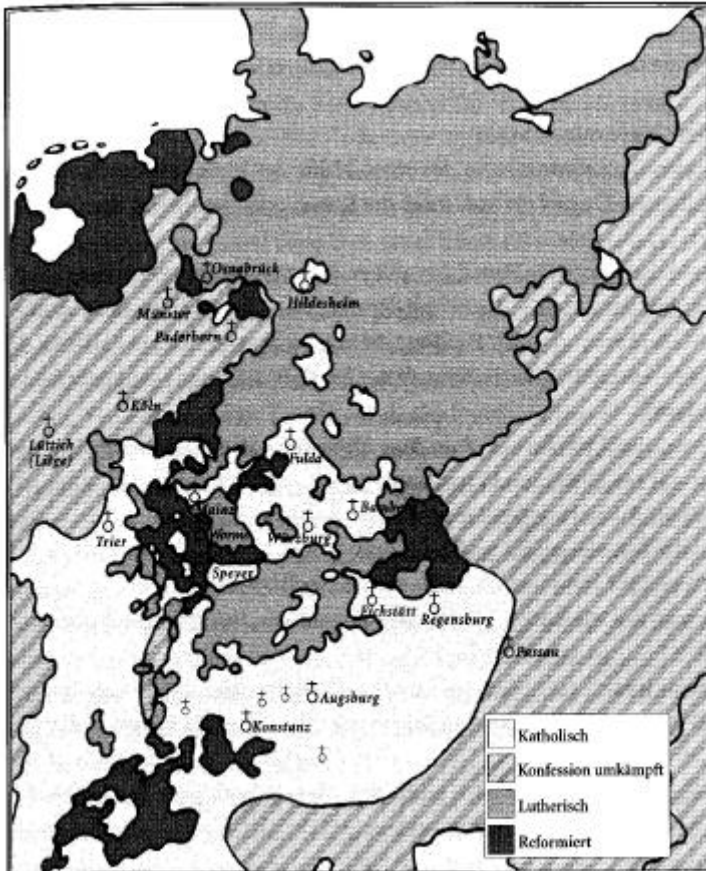 Osnabrück
Münster
Hildesheim
Paderborn
Köln
Lüttich
(Liège)
Fulda
Mainz
Bamberg
Trier
Worms
Würzburg
Speyer
Eichstätt
Regensburg
Passau
Augsburg
Konstanz
Katholisch
Konfession umkämpft
Lutherisch
Reformiert